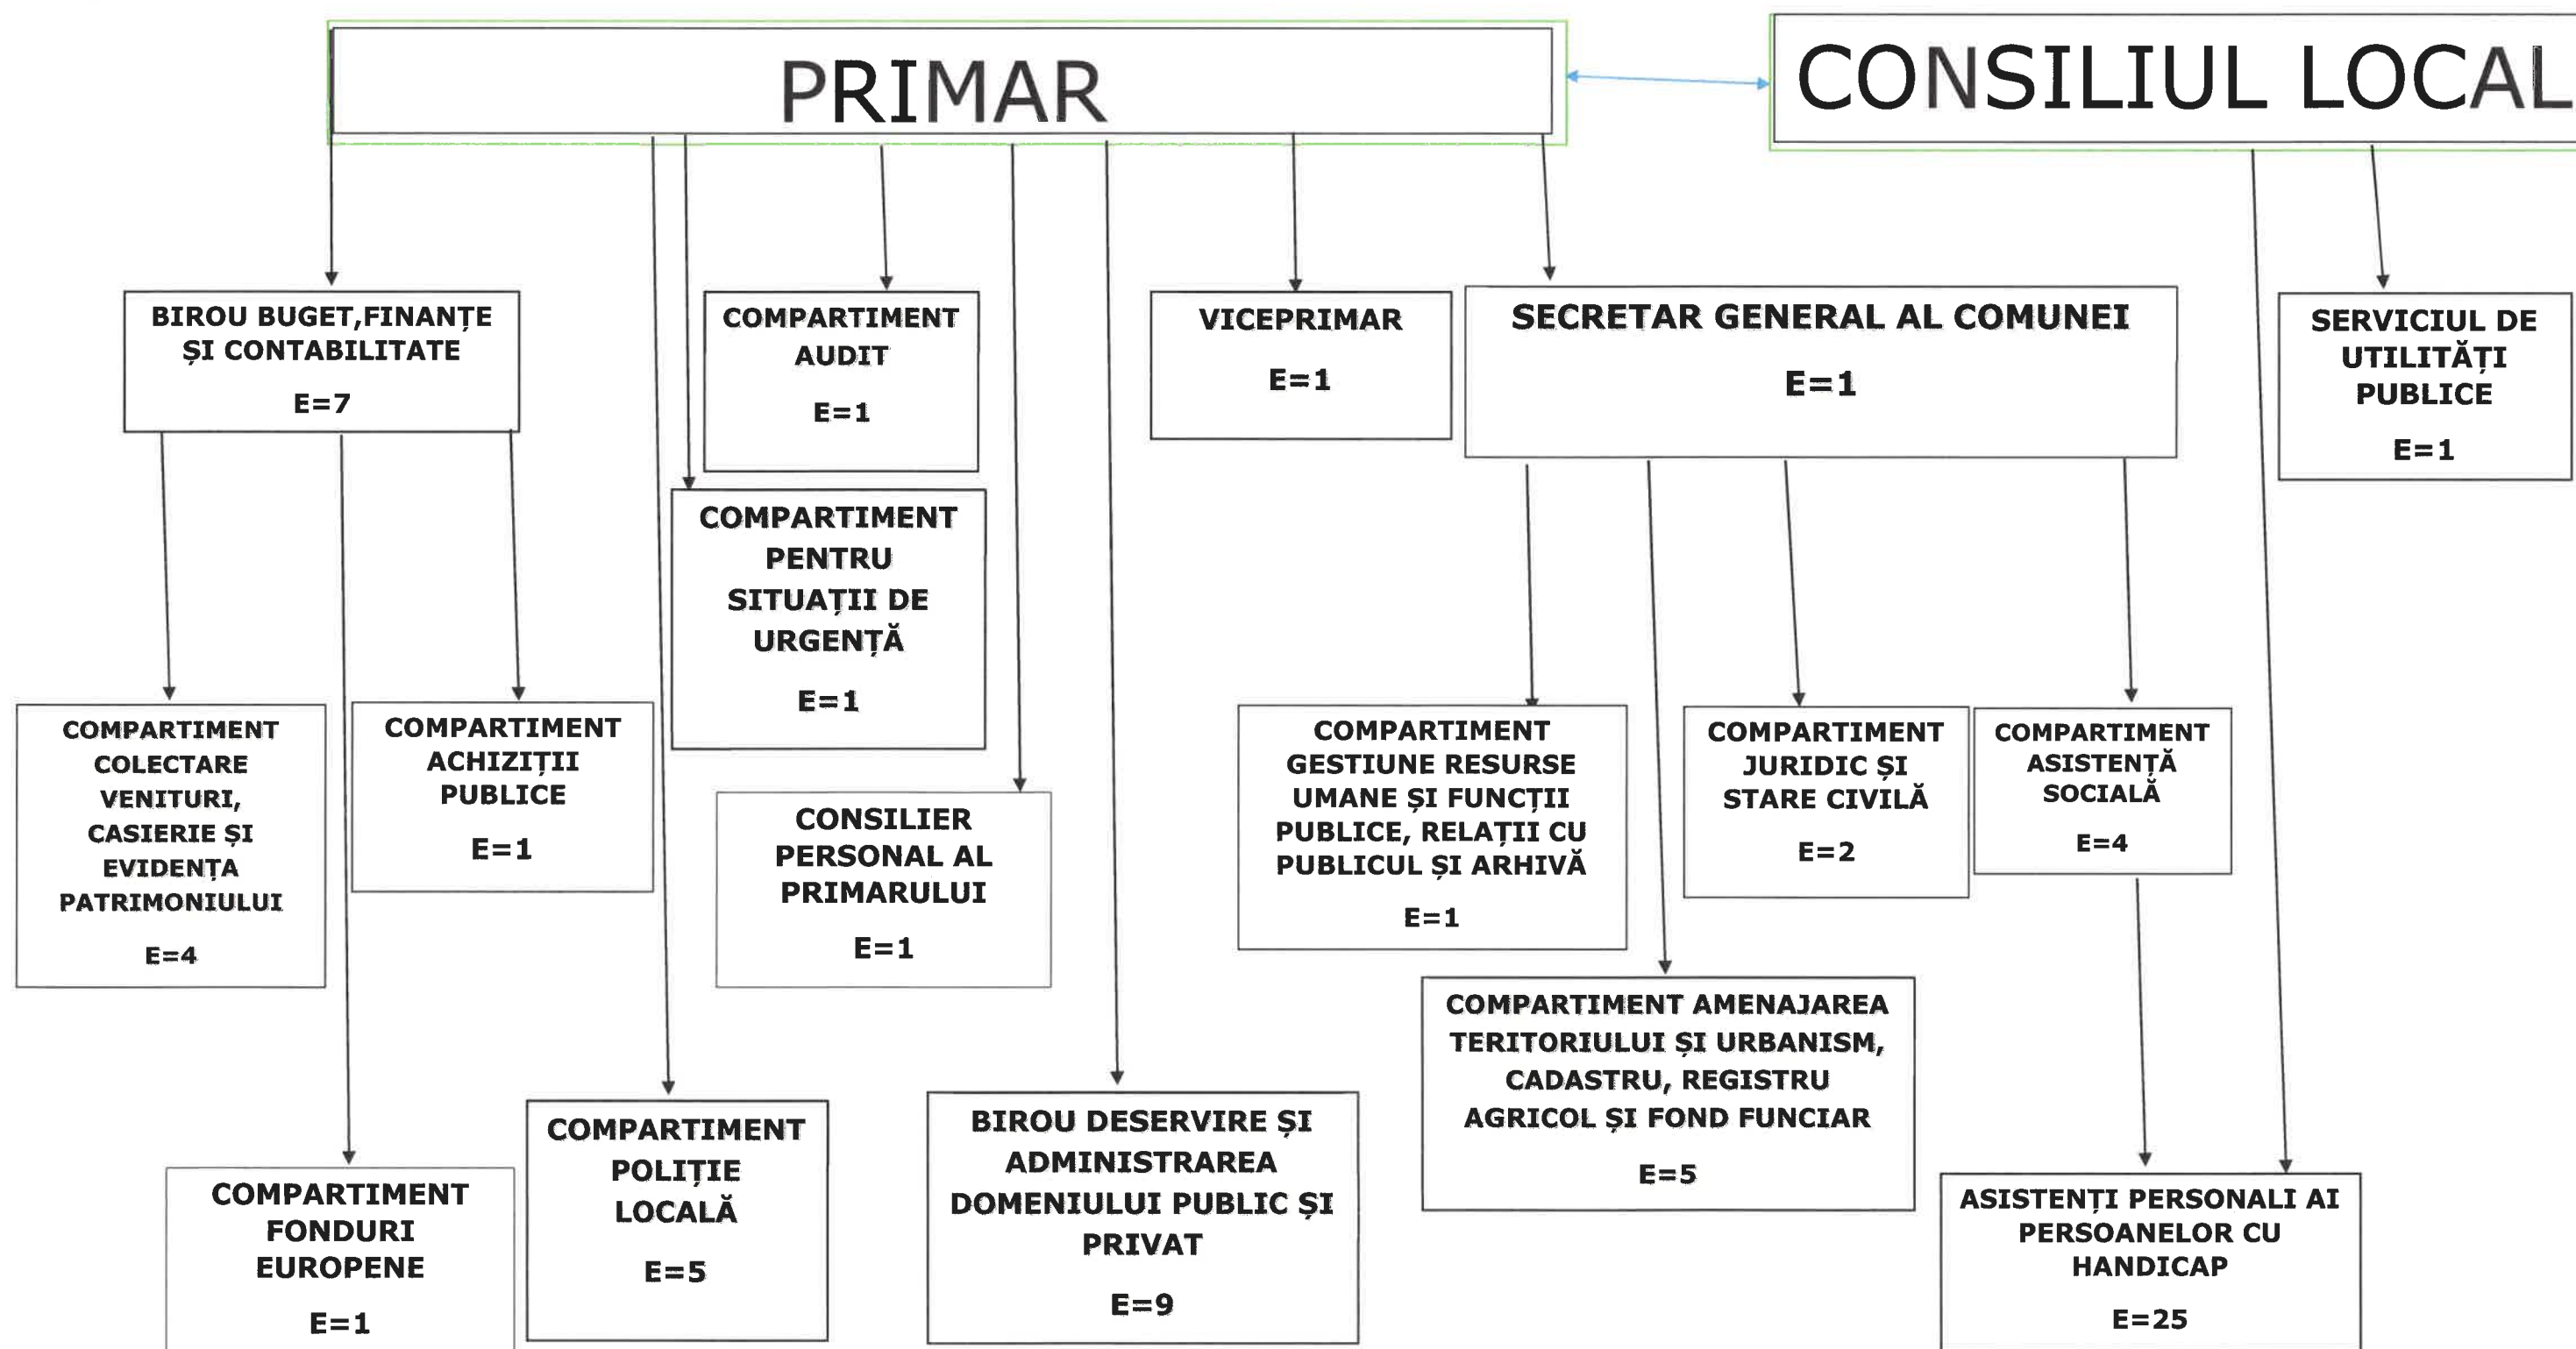 PRIMAR
CONSILIUL LOCAL
BIROU BUGET,FINANȚE
ȘI CONTABILITATE
E=7
COMPARTIMENT
AUDIT
E=1
VICEPRIMAR
E=1
SECRETAR GENERAL AL COMUNEI
E=1
SERVICIUL DE
UTILITĂȚI
PUBLICE
E=1
COMPARTIMENT
PENTRU
SITUAȚII DE
URGENȚĂ
E=1
COMPARTIMENT
COLECTARE
VENITURI,
CASIERIE ȘI
EVIDENȚA
PATRIMONIULUI
E=4
COMPARTIMENT
ACHIZIȚII
PUBLICE
E=1
CONSILIER
PERSONAL AL
PRIMARULUI
E=1
COMPARTIMENT
GESTIUNE RESURSE
UMANE ȘI FUNCȚII
PUBLICE, RELAȚII CU
PUBLICUL ȘI ARHIVĂ
E=1
COMPARTIMENT
JURIDIC ȘI
STARE CIVILĂ
E=2
COMPARTIMENT
ASISTENȚĂ
SOCIALĂ
E=4
COMPARTIMENT AMENAJAREA
TERITORIULUI ȘI URBANISM,
CADASTRU, REGISTRU
AGRICOL ȘI FOND FUNCIAR
E=5
COMPARTIMENT
FONDURI
EUROPENE
E=1
COMPARTIMENT
POLIȚIE
LOCALĂ
E=5
BIROU DESERVIRE ȘI
ADMINISTRAREA
DOMENIULUI PUBLIC ȘI
PRIVAT
E=9
ASISTENȚI PERSONALI AI
PERSOANELOR CU
HANDICAP
E=25